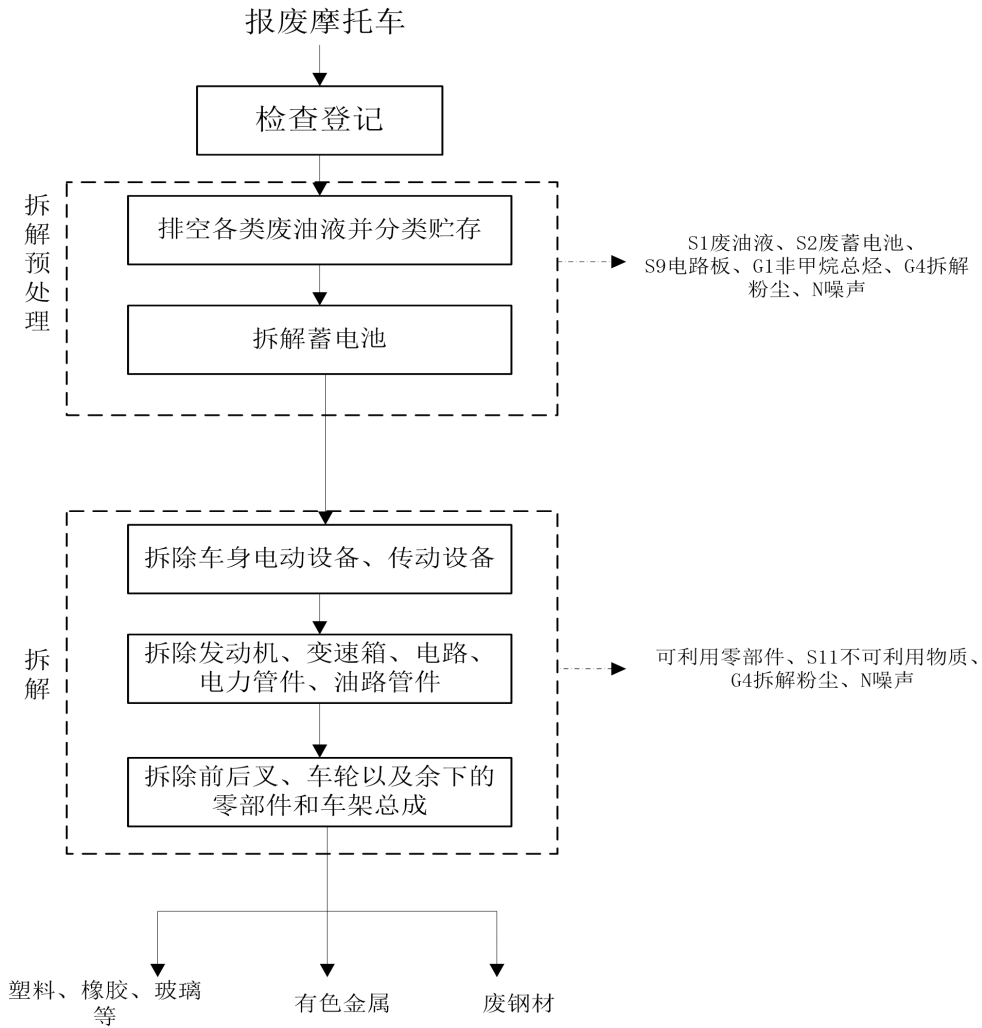 报废摩托车
检查登记
拆解预处理
排空各类废油液并分类贮存
拆解蓄电池
S1废油液、S2废蓄电池、
S9电路板、G1非甲烷总烃、G4拆解
粉尘、N噪声
拆解
拆除车身电动设备、传动设备
拆除发动机、变速箱、电路、
电力管件、油路管件
拆除前后叉、车轮以及余下的
零部件和车架总成
可利用零部件、S11不可利用物质、
G4拆解粉尘、N噪声
塑料、橡胶、玻璃
等
有色金属
废钢材